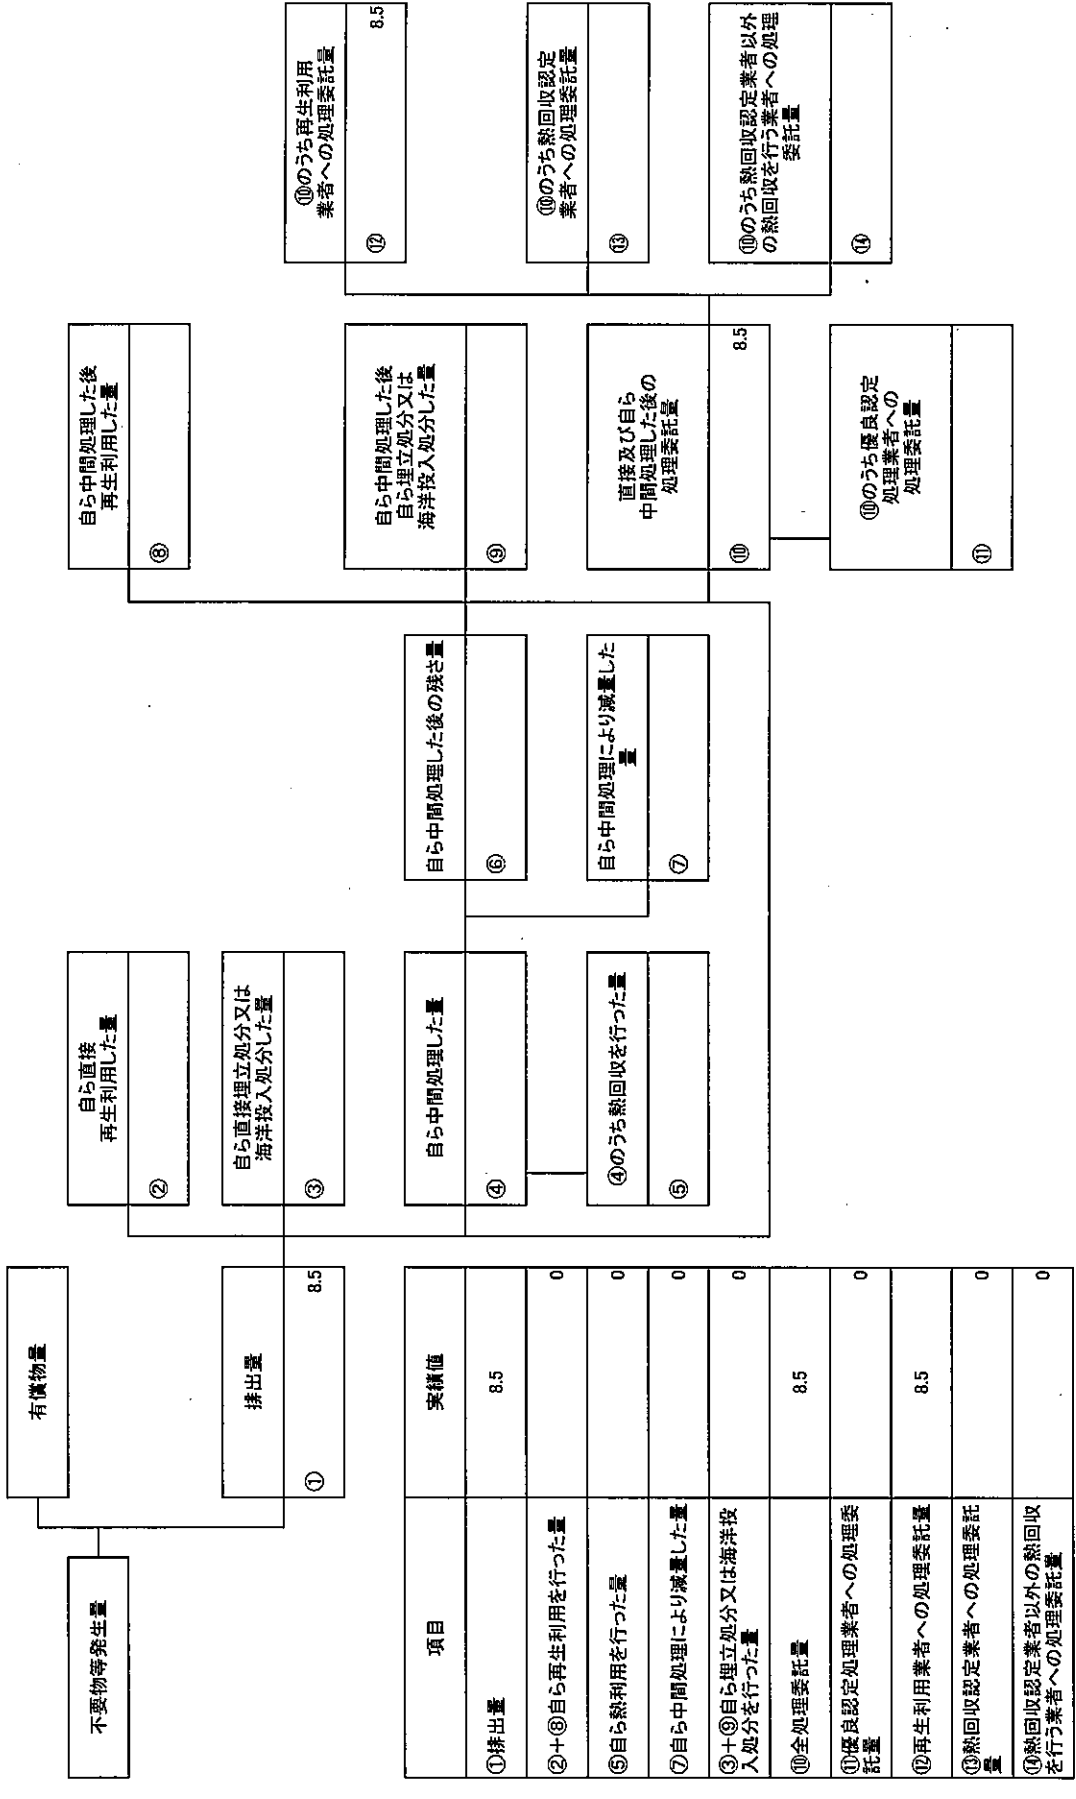 不要物等発生量
有償物量
排出量
① 8.5
自ら直接
再生利用した量
②
自ら直接埋立処分又は
海洋投入処分した量
③
自ら中間処理した量
④
④のうち熱回収を行った量
⑤
自ら中間処理した後の残さ量
⑥
自ら中間処理により減量した
量
⑦
自ら中間処理した後
再生利用した量
⑧
自ら中間処理した後
自ら埋立処分又は
海洋投入処分した量
⑨
直接及び自ら
中間処理した後の
処理委託量
⑩ 8.5
⑩のうち優良認定
処理業者への
処理委託量
⑪
⑩のうち再生利用
業者への処理委託量
⑫ 8.5
⑩のうち熱回収認定
業者への処理委託量
⑬
⑩のうち熱回収認定業者以外
の熱回収を行う業者への処理
委託量
⑭
項目 実績値
①排出量 8.5
②+⑧自ら再生利用を行った量 0
⑤自ら熱利用を行った量 0
⑦自ら中間処理により減量した量 0
③+⑨自ら埋立処分又は海洋投
入処分を行った量 0
⑩全処理委託量 8.5
⑪優良認定処理業者への処理委
託量 0
⑫再生利用業者への処理委託量 8.5
⑬熱回収認定業者への処理委託
量 0
⑭熱回収認定業者以外の熱回収
を行う業者への処理委託量 0